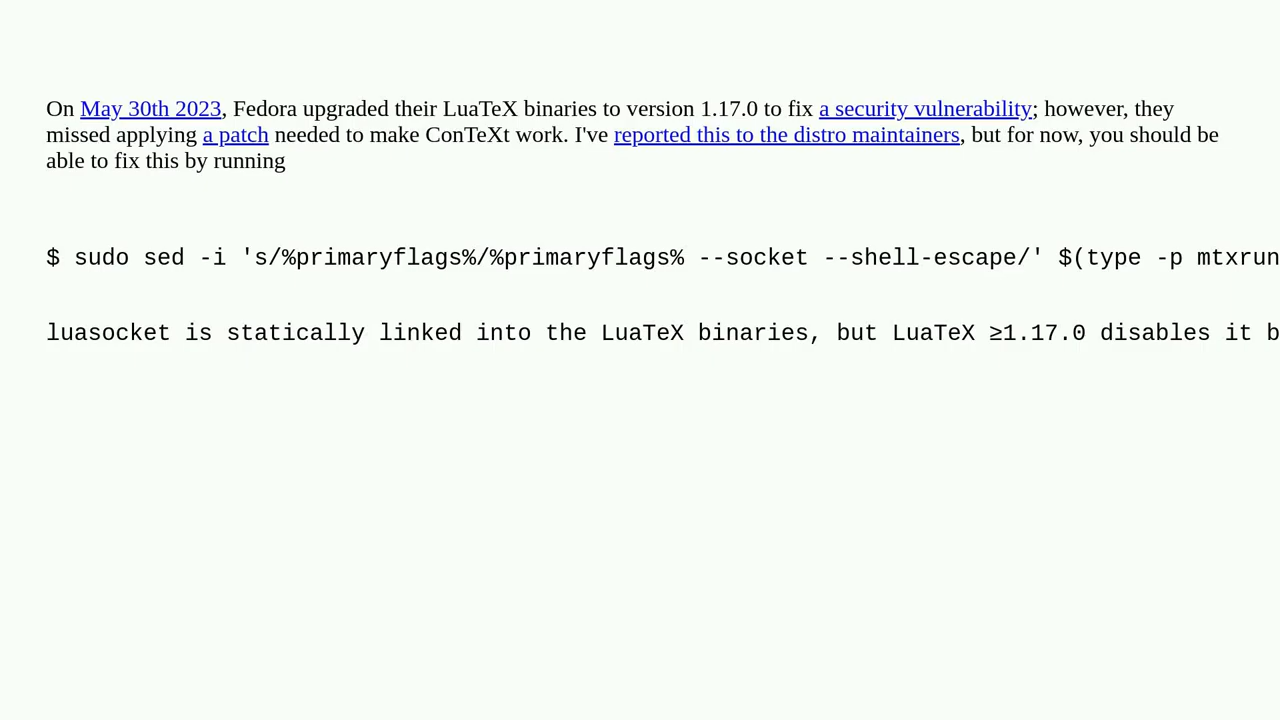 On May 30th 2023, Fedora upgraded their LuaTeX binaries to version 1.17.0 to fix a security vulnerability; however, they
missed applying a patch needed to make ConTeXt work. I've reported this to the distro maintainers, but for now, you should be
able to fix this by running
$ sudo sed -i 's/%primaryflags%/%primaryflags% --socket --shell-escape/' $(type -p mtxrun
luasocket is statically linked into the LuaTeX binaries, but LuaTeX ≥1.17.0 disables it b